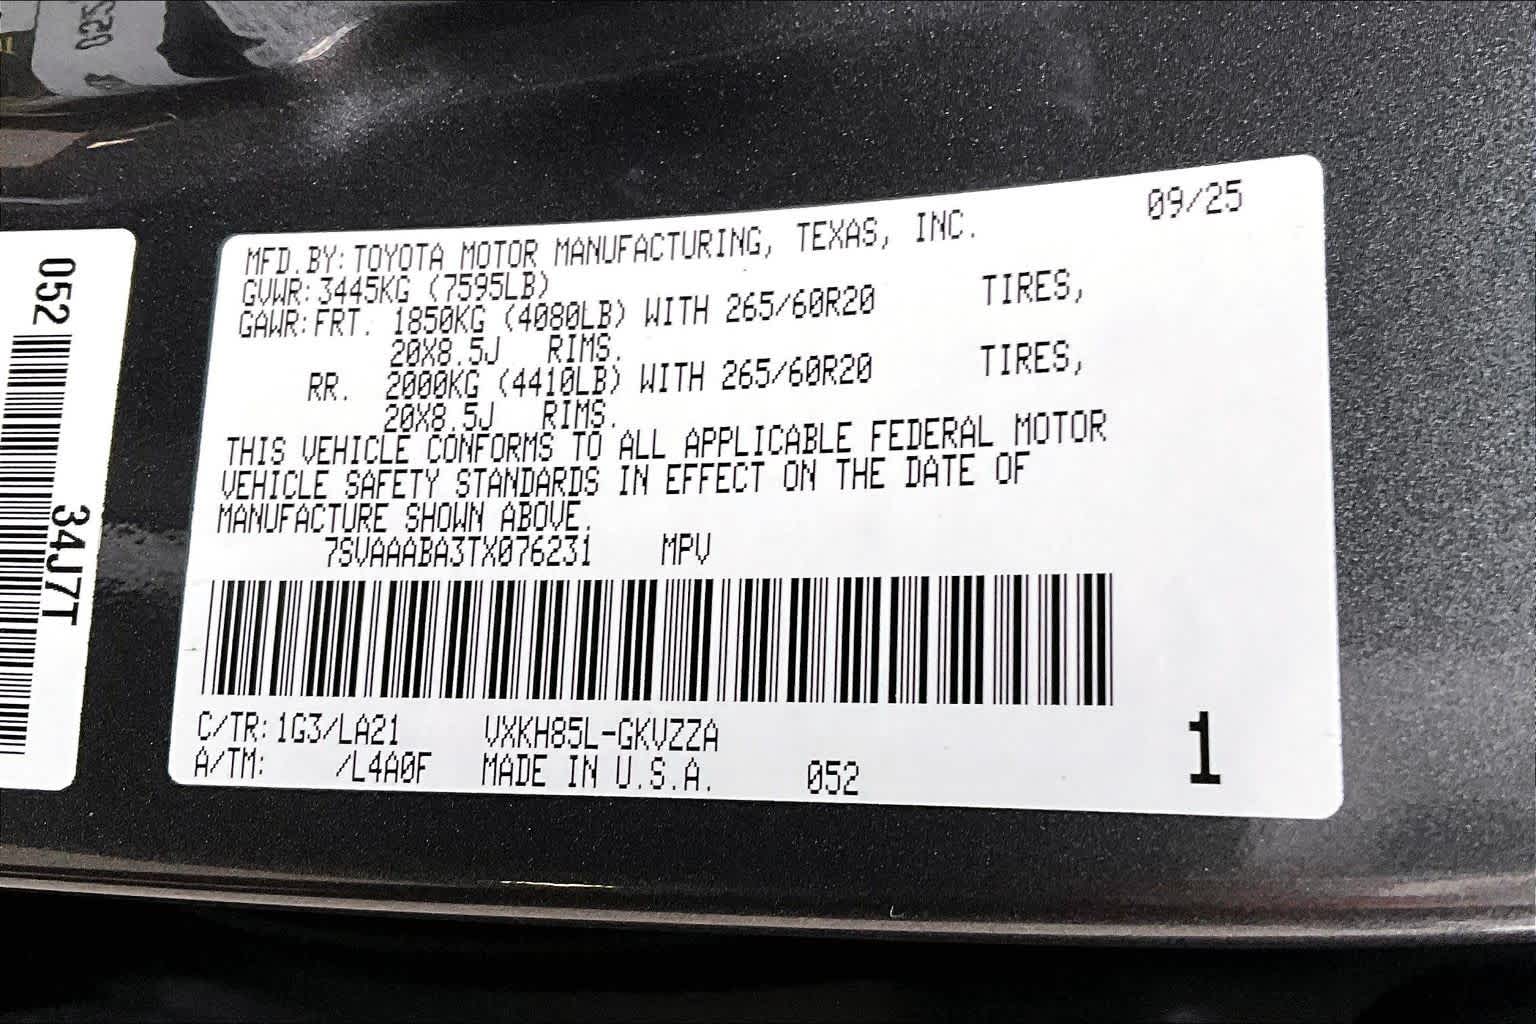 052
34J7T
09/25
MFD.BY:TOYOTA MOTOR MANUFACTURING, TEXAS, INC.
GVWR:3445KG (7595LB)
GAWR:FRT. 1850KG (4080LB) WITH 265/60R20 TIRES,
20X8.5J RIMS.
RR. 2000KG (4410LB) WITH 265/60R20 TIRES,
20X8.5J RIMS.
THIS VEHICLE CONFORMS TO ALL APPLICABLE FEDERAL MOTOR
VEHICLE SAFETY STANDARDS IN EFFECT ON THE DATE OF
MANUFACTURE SHOWN ABOVE.
7SVAAABA3TX076231 MPV
C/TR:1G3/LA21 VXKH85L-GKVZZA
A/TM: /L4A0F MADE IN U.S.A. 052
1